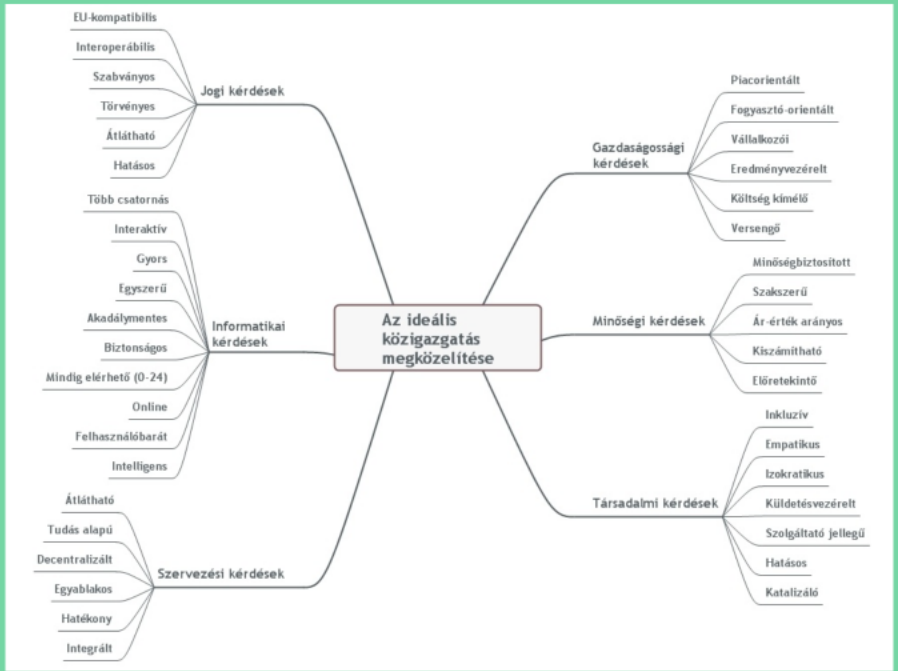 Az ideális
közigazgatás
megközelítése
Jogi kérdések
EU-kompatibilis
Interoperábilis
Szabványos
Törvényes
Átlátható
Hatásos
Informatikai
kérdések
Több csatornás
Interaktív
Gyors
Egyszerű
Akadálymentes
Biztonságos
Mindig elérhető (0-24)
Online
Felhasználóbarát
Intelligens
Szervezési kérdések
Átlátható
Tudás alapú
Decentralizált
Egyablakos
Hatékony
Integrált
Gazdaságossági
kérdések
Piacorientált
Fogyasztó-orientált
Vállalkozói
Eredményvezérelt
Költség kímélő
Versengő
Minőségi kérdések
Minőségbiztosított
Szakszerű
Ár-érték arányos
Kiszámítható
Előretekintő
Társadalmi kérdések
Inkluzív
Empatikus
Izokratikus
Küldetésvezérelt
Szolgáltató jellegű
Hatásos
Katalizáló